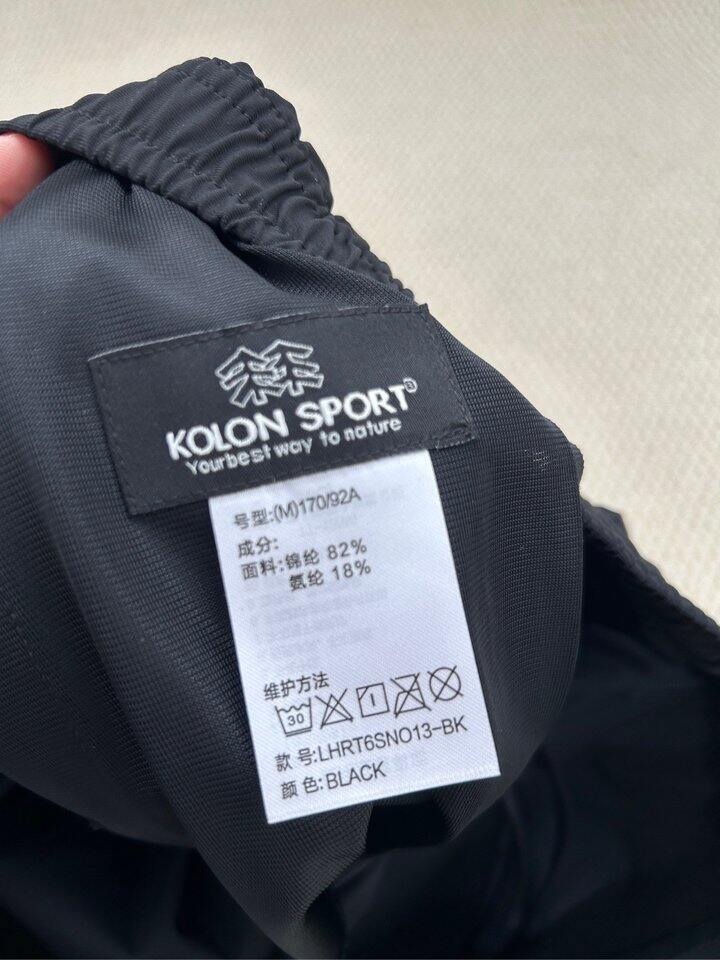 KOLON SPORT®
Yourbest way to nature
号型:(M)170/92A
成分:
面料:锦纶 82%
氨纶 18%
维护方法
30
款号:LHRT6SNO13-BK
颜色:BLACK